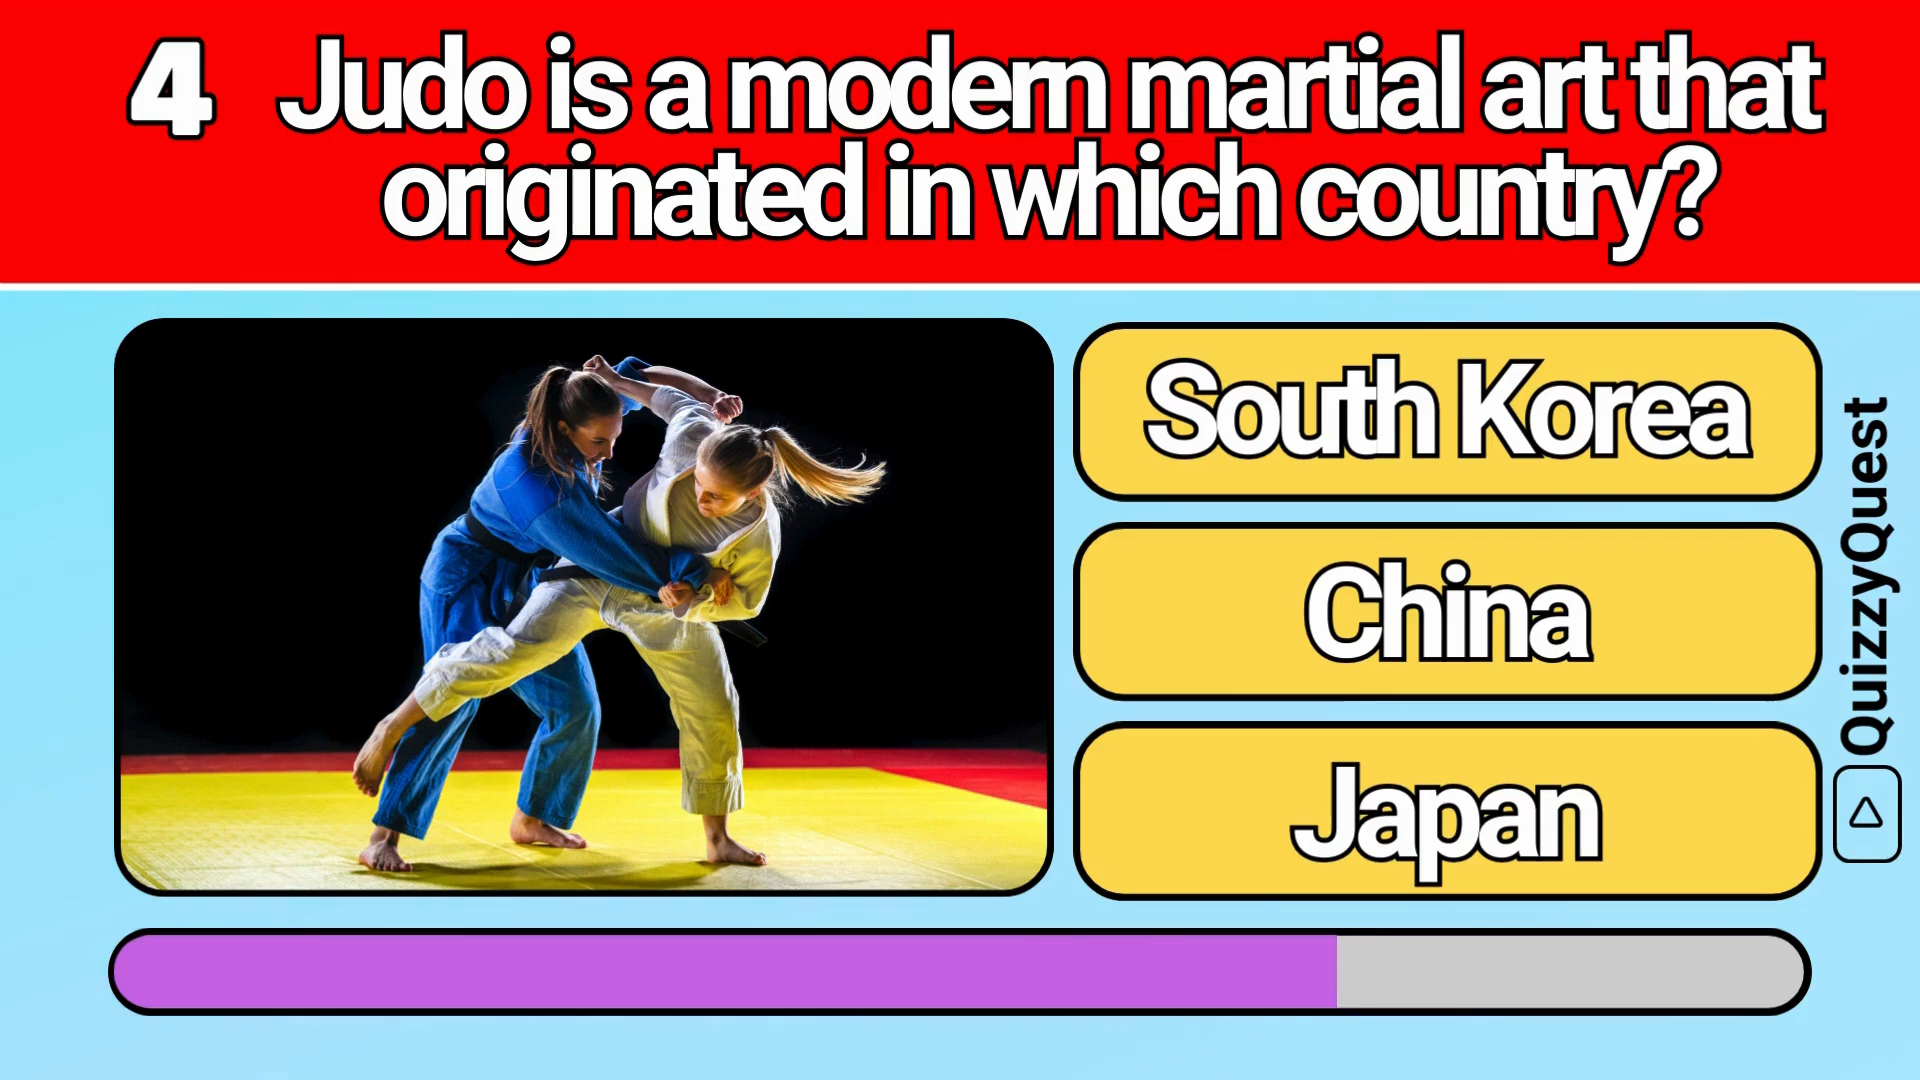 4 Judo is a modern martial art that
originated in which country?
South Korea
China
Japan
QuizzyQuest